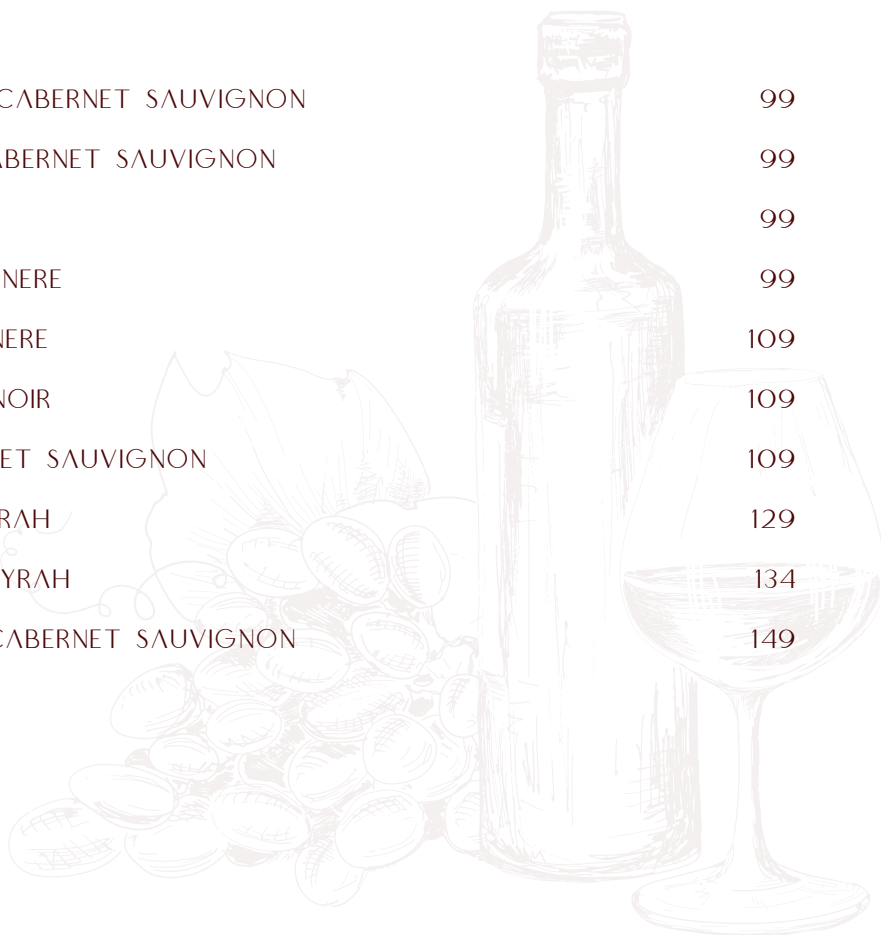 CABERNET SAUVIGNON 99
ABERNET SAUVIGNON 99
99
NERE 99
NERE 109
NOIR 109
ET SAUVIGNON 109
RAH 129
YRAH 134
CABERNET SAUVIGNON 149